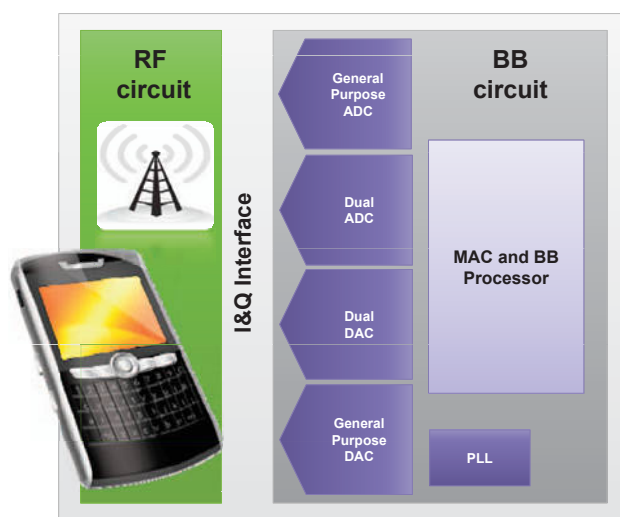 RF
circuit
I&Q Interface
General
Purpose
ADC
Dual
ADC
Dual
DAC
General
Purpose
DAC
BB
circuit
MAC and BB
Processor
PLL